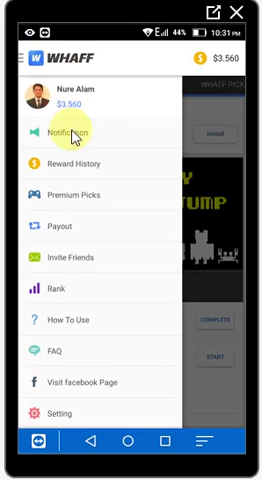 44% 10:31 PM
W WHAFF $3.560
Nure Alam
$3.560
WHAFF PICK
Notification
Install
Reward History
Premium Picks
Y
Payout
TUMP
Invite Friends
Rank
How To Use
COMPLETE
FAQ
START
Visit facebook Page
Setting